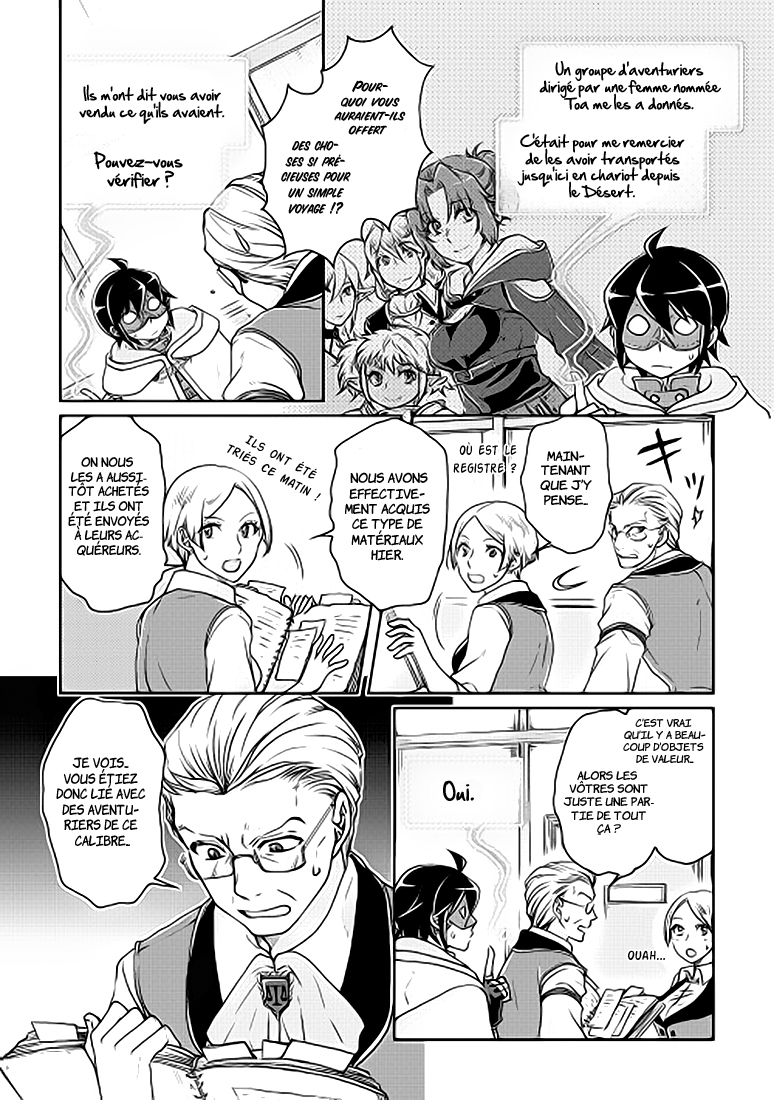 Un groupe d'aventuriers
dirigé par une femme nommée
Toa me les a donnés.
C'était pour me remercier
de les avoir transportés
jusqu'ici en chariot depuis
le Désert.
Pour-
quoi vous
auraient-ils
offert
des cho-
ses si pré-
cieuses pour
un simple
voyage !?
Ils m'ont dit vous avoir
vendu ce qu'ils avaient.
Pouvez-vous
vérifier ?
Main-
tenant
que j'y
pense...
Où est le
registre ?
Nous avons
effective-
ment acquis
ce type de
matériaux
hier.
Ils ont été
triés ce matin !
On nous
les a aussi-
tôt achetés
et ils ont
été envoyés
à leurs ac-
quéreurs.
C'est vrai
qu'il y a beau-
coup d'objets
de valeur...
Alors les
vôtres sont
juste une par-
tie de tout
ça ?
Oui.
Ouah...
Je vois...
Vous étiez
donc lié avec
des aventu-
riers de ce
calibre...